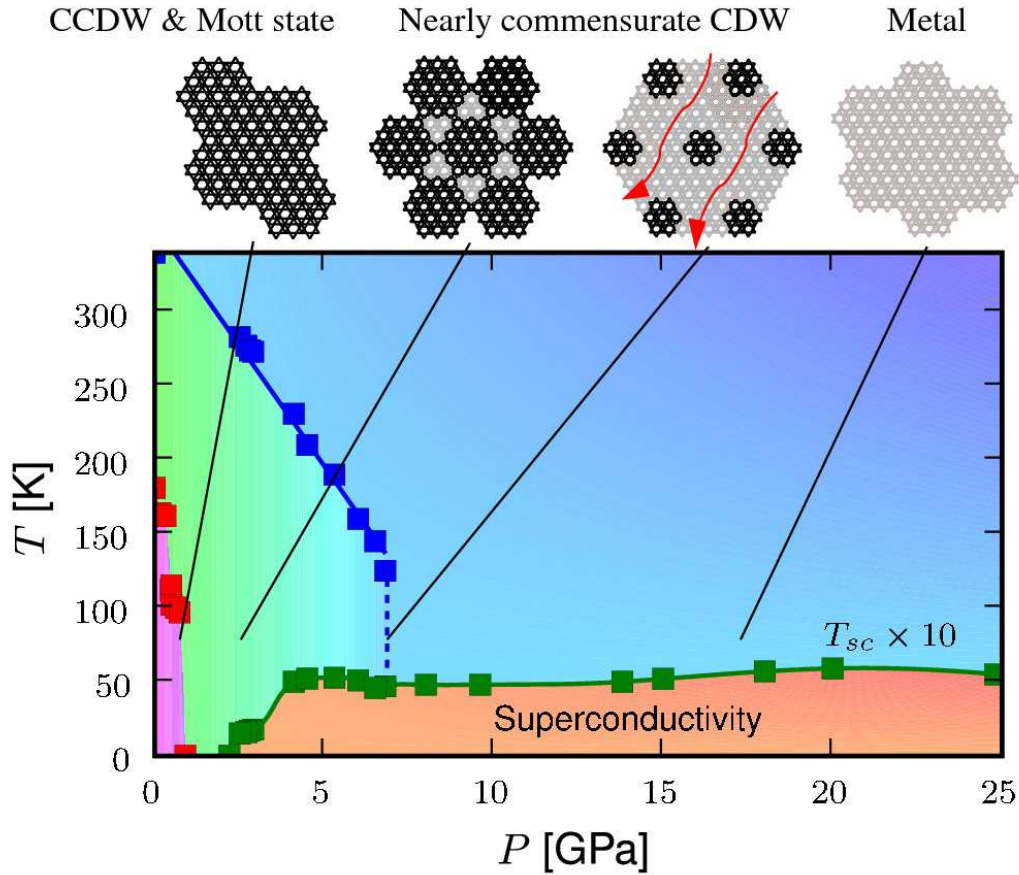 CCDW & Mott state
Nearly commensurate CDW
Metal
300
250
200
150
100
50
0
T [K]
T_sc × 10
Superconductivity
0
5
10
15
20
25
P [GPa]